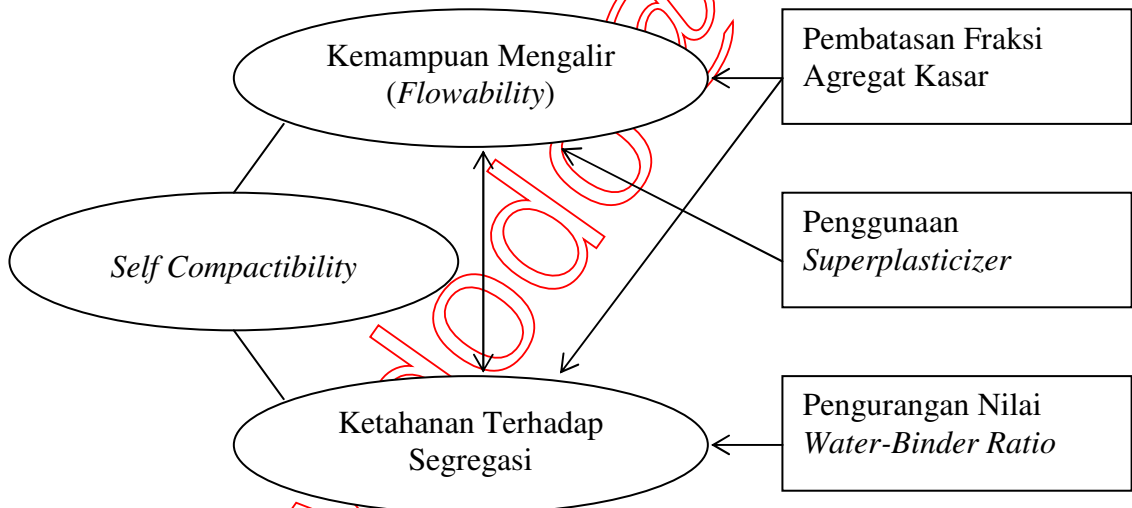 Kemampuan Mengalir
(Flowability)
Pembatasan Fraksi
Agregat Kasar
Self Compactibility
Penggunaan
Superplasticizer
Ketahanan Terhadap
Segregasi
Pengurangan Nilai
Water-Binder Ratio